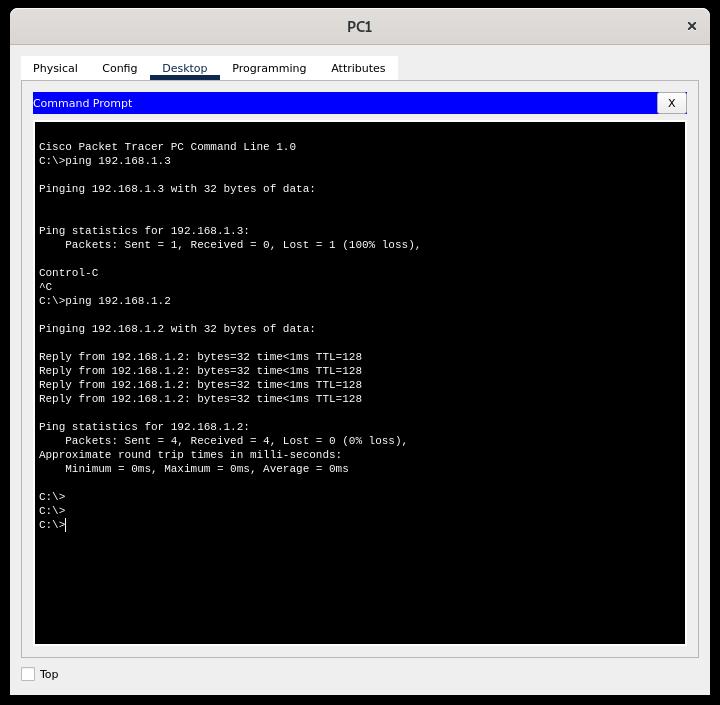 PC1
×
Physical Config Desktop Programming Attributes
Command Prompt
X
Cisco Packet Tracer PC Command Line 1.0
C:\>ping 192.168.1.3
Pinging 192.168.1.3 with 32 bytes of data:
Ping statistics for 192.168.1.3:
    Packets: Sent = 1, Received = 0, Lost = 1 (100% loss),
Control-C
^C
C:\>ping 192.168.1.2
Pinging 192.168.1.2 with 32 bytes of data:
Reply from 192.168.1.2: bytes=32 time<1ms TTL=128
Reply from 192.168.1.2: bytes=32 time<1ms TTL=128
Reply from 192.168.1.2: bytes=32 time<1ms TTL=128
Reply from 192.168.1.2: bytes=32 time<1ms TTL=128
Ping statistics for 192.168.1.2:
    Packets: Sent = 4, Received = 4, Lost = 0 (0% loss),
Approximate round trip times in milli-seconds:
    Minimum = 0ms, Maximum = 0ms, Average = 0ms
C:\>
C:\>
C:\>
Top